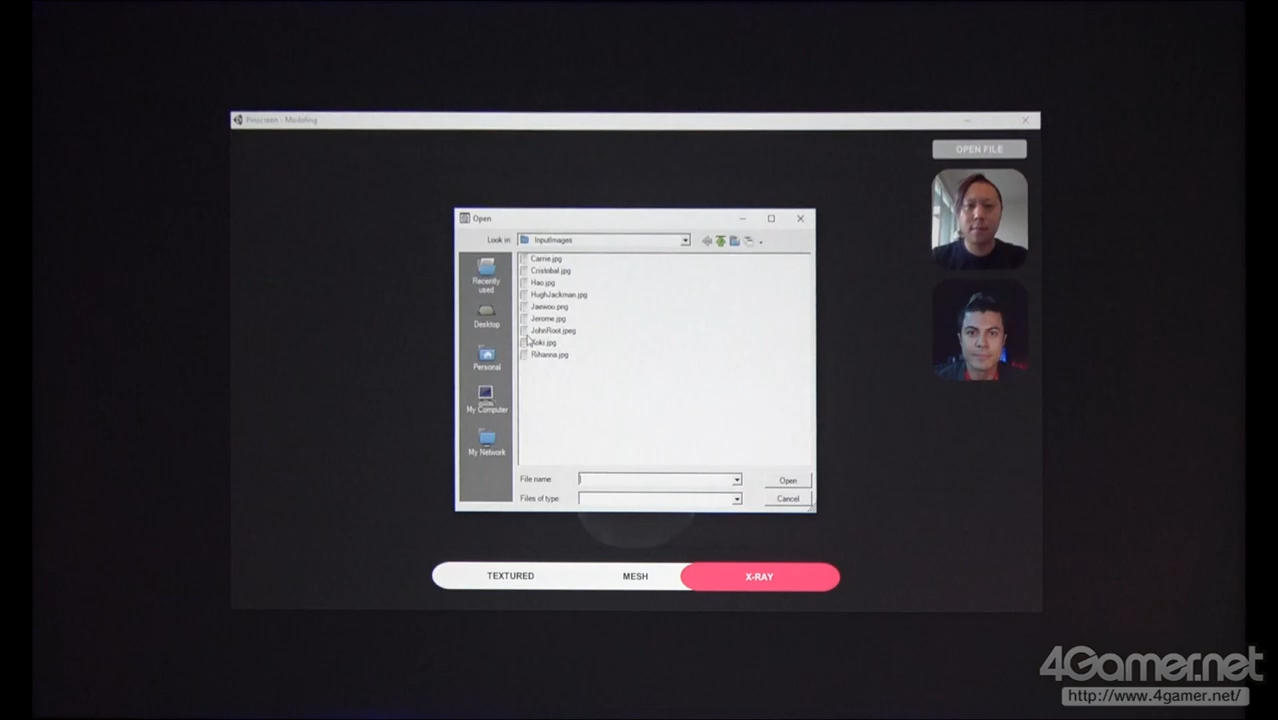 Pinscreen - Modeling
OPEN FILE
Open
Look in:
InputImages
Recently
used
Desktop
Personal
My Computer
My Network
Carrie.jpg
Cristobal.jpg
Hao.jpg
HughJackman.jpg
Jaewoo.png
Jerome.jpg
JohnRoot.jpeg
Koki.jpg
Rihanna.jpg
File name:
Open
Files of type:
Cancel
TEXTURED
MESH
X-RAY
4Gamer.net
http://www.4gamer.net/